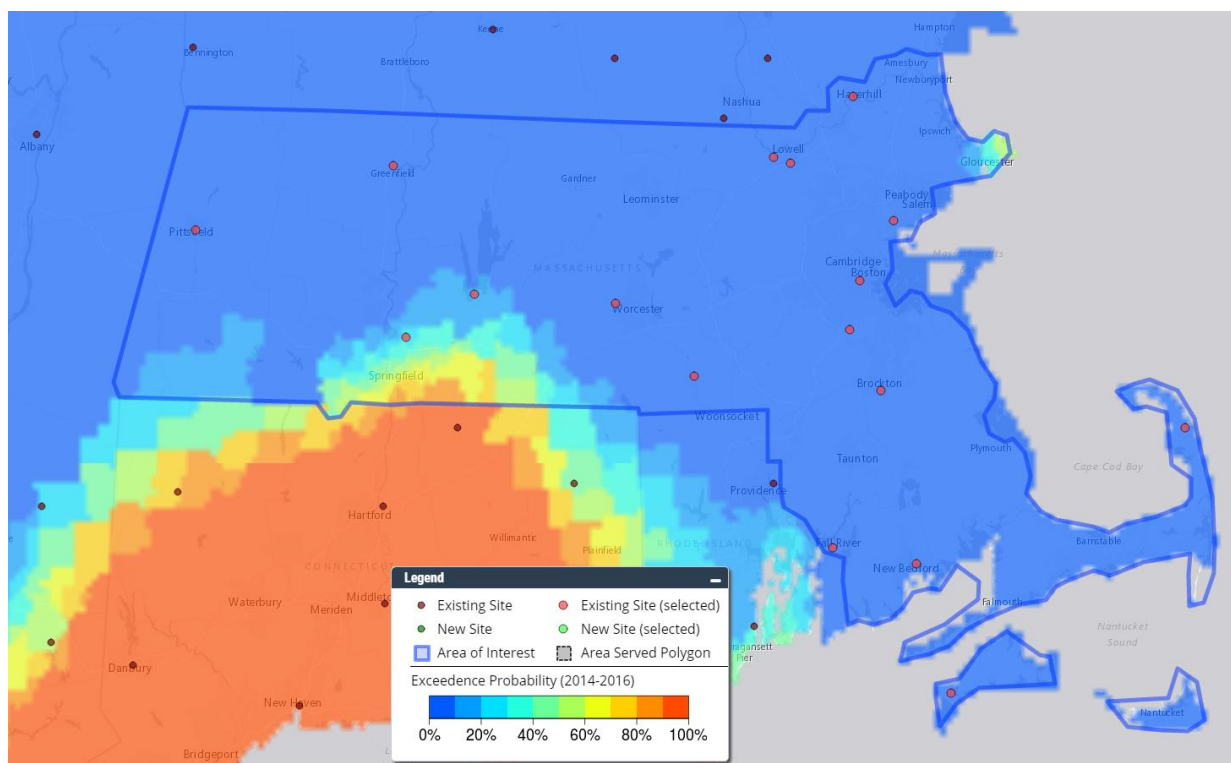 Hampton
Keene
Bennington
Brattleboro
Amesbury
Newburyport
Haverhill
Nashua
Ipswich
Albany
Lowell
Gloucester
Greenfield
Gardner
Leominster
Peabody
Salem
Pittsfield
Cambridge
Boston
Massachusetts
MASSACHUSETTS
Worcester
Springfield
Brockton
Woonsocket
Plymouth
Taunton
Cape Cod Bay
Providence
Hartford
Willimantic
Plainfield
RHODE ISLAND
Fall River
Barnstable
New Bedford
CONNECTICUT
Waterbury
Meriden
Falmouth
Nantucket
Sound
Pier
Danbury
New Haven
Nantucket
Bridgeport
Legend
Existing Site
Existing Site (selected)
New Site
New Site (selected)
Area of Interest
Area Served Polygon
Exceedence Probability (2014-2016)
0% 20% 40% 60% 80% 100%